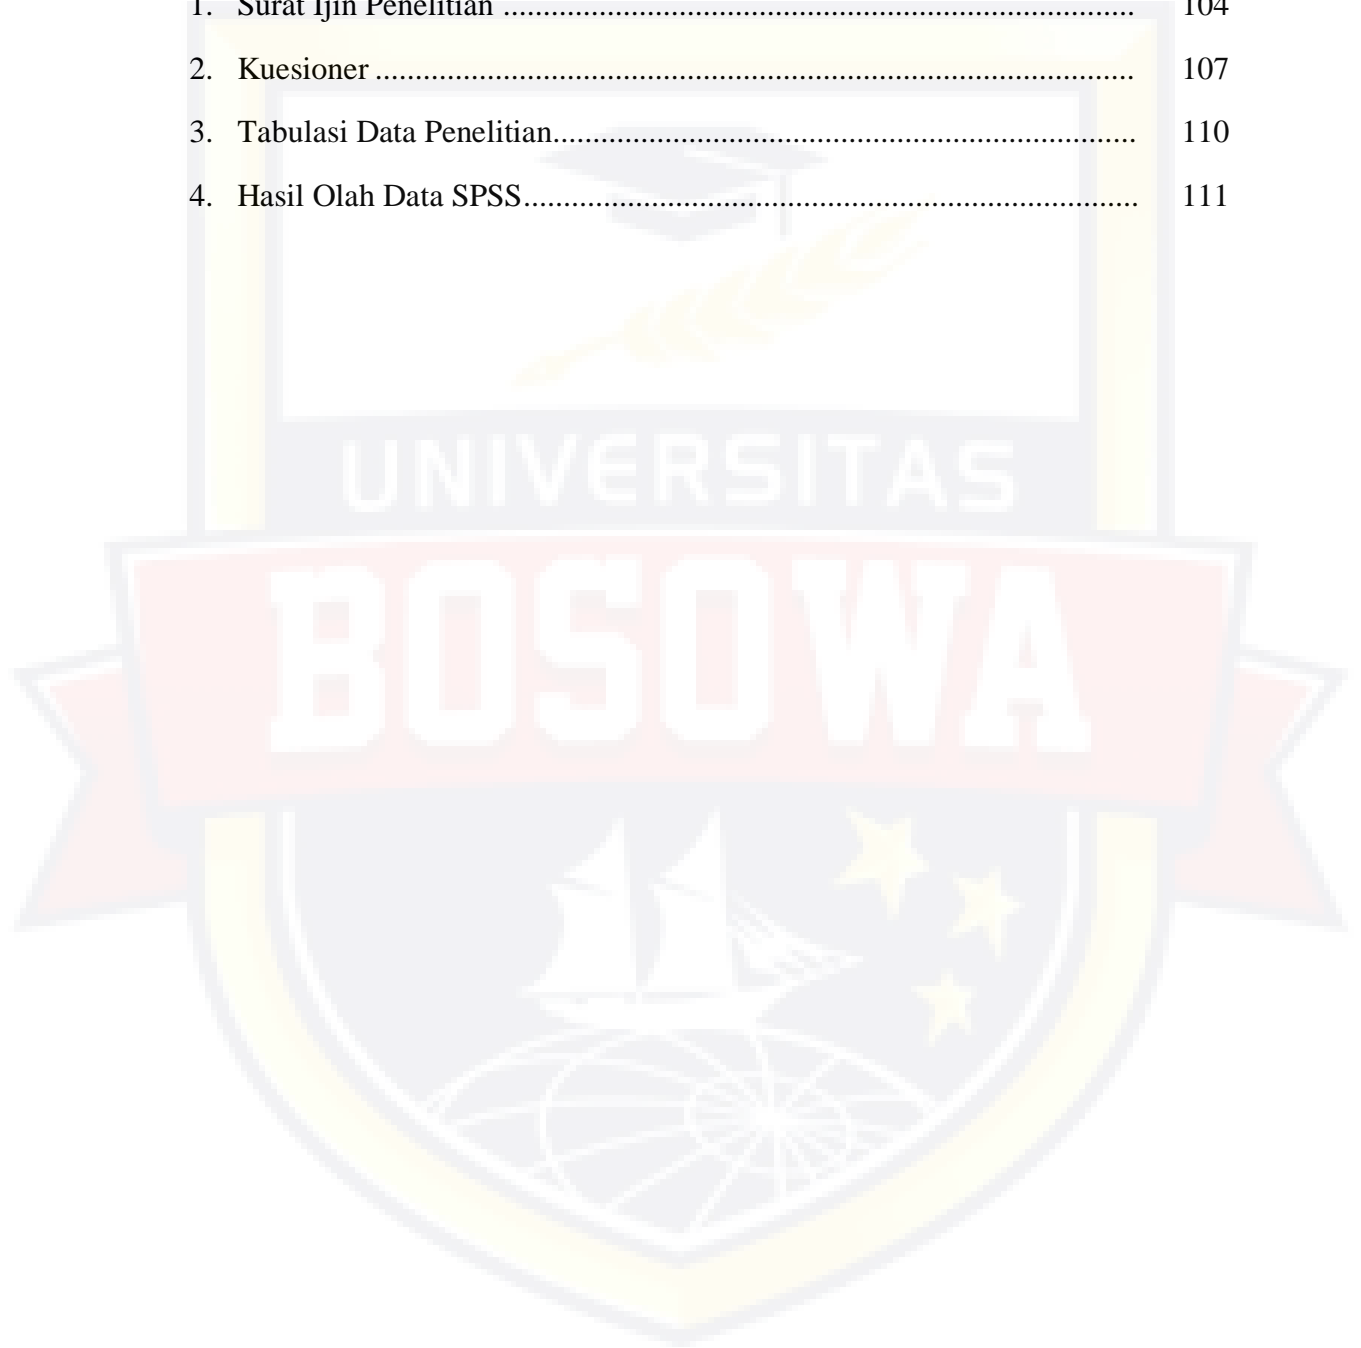 1. Surat Ijin Penelitian ............................................................................... 104
2. Kuesioner ............................................................................................... 107
3. Tabulasi Data Penelitian......................................................................... 110
4. Hasil Olah Data SPSS............................................................................. 111
UNIVERSITAS
BOSOWA